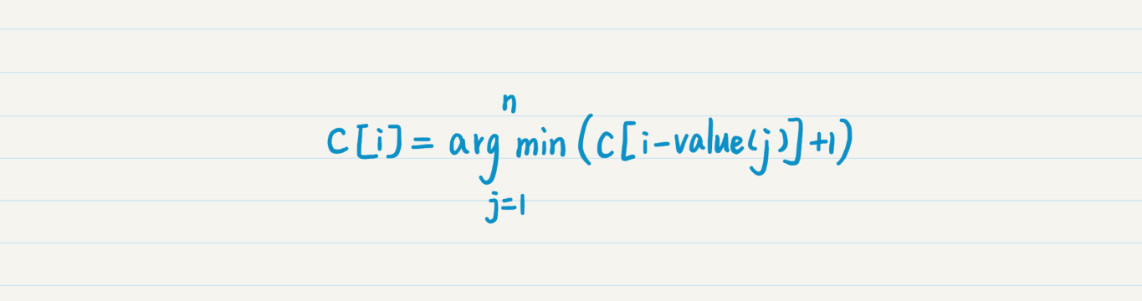 n
C[i] = arg min (C[i-value(j)]+1)
j=1